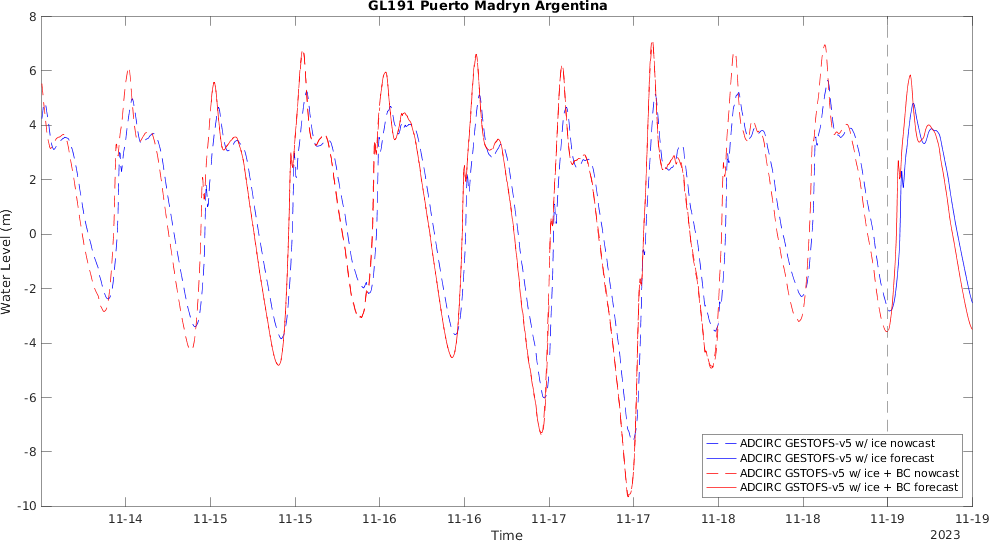 GL191 Puerto Madryn Argentina
8
6
4
2
0
-2
-4
-6
-8
-10
Water Level (m)
ADCIRC GESTOFS-v5 w/ ice nowcast
ADCIRC GESTOFS-v5 w/ ice forecast
ADCIRC GSTOFS-v5 w/ ice + BC nowcast
ADCIRC GSTOFS-v5 w/ ice + BC forecast
11-14 11-15 11-15 11-16 11-16 11-17 11-17 11-18 11-18 11-19 11-19
Time
2023